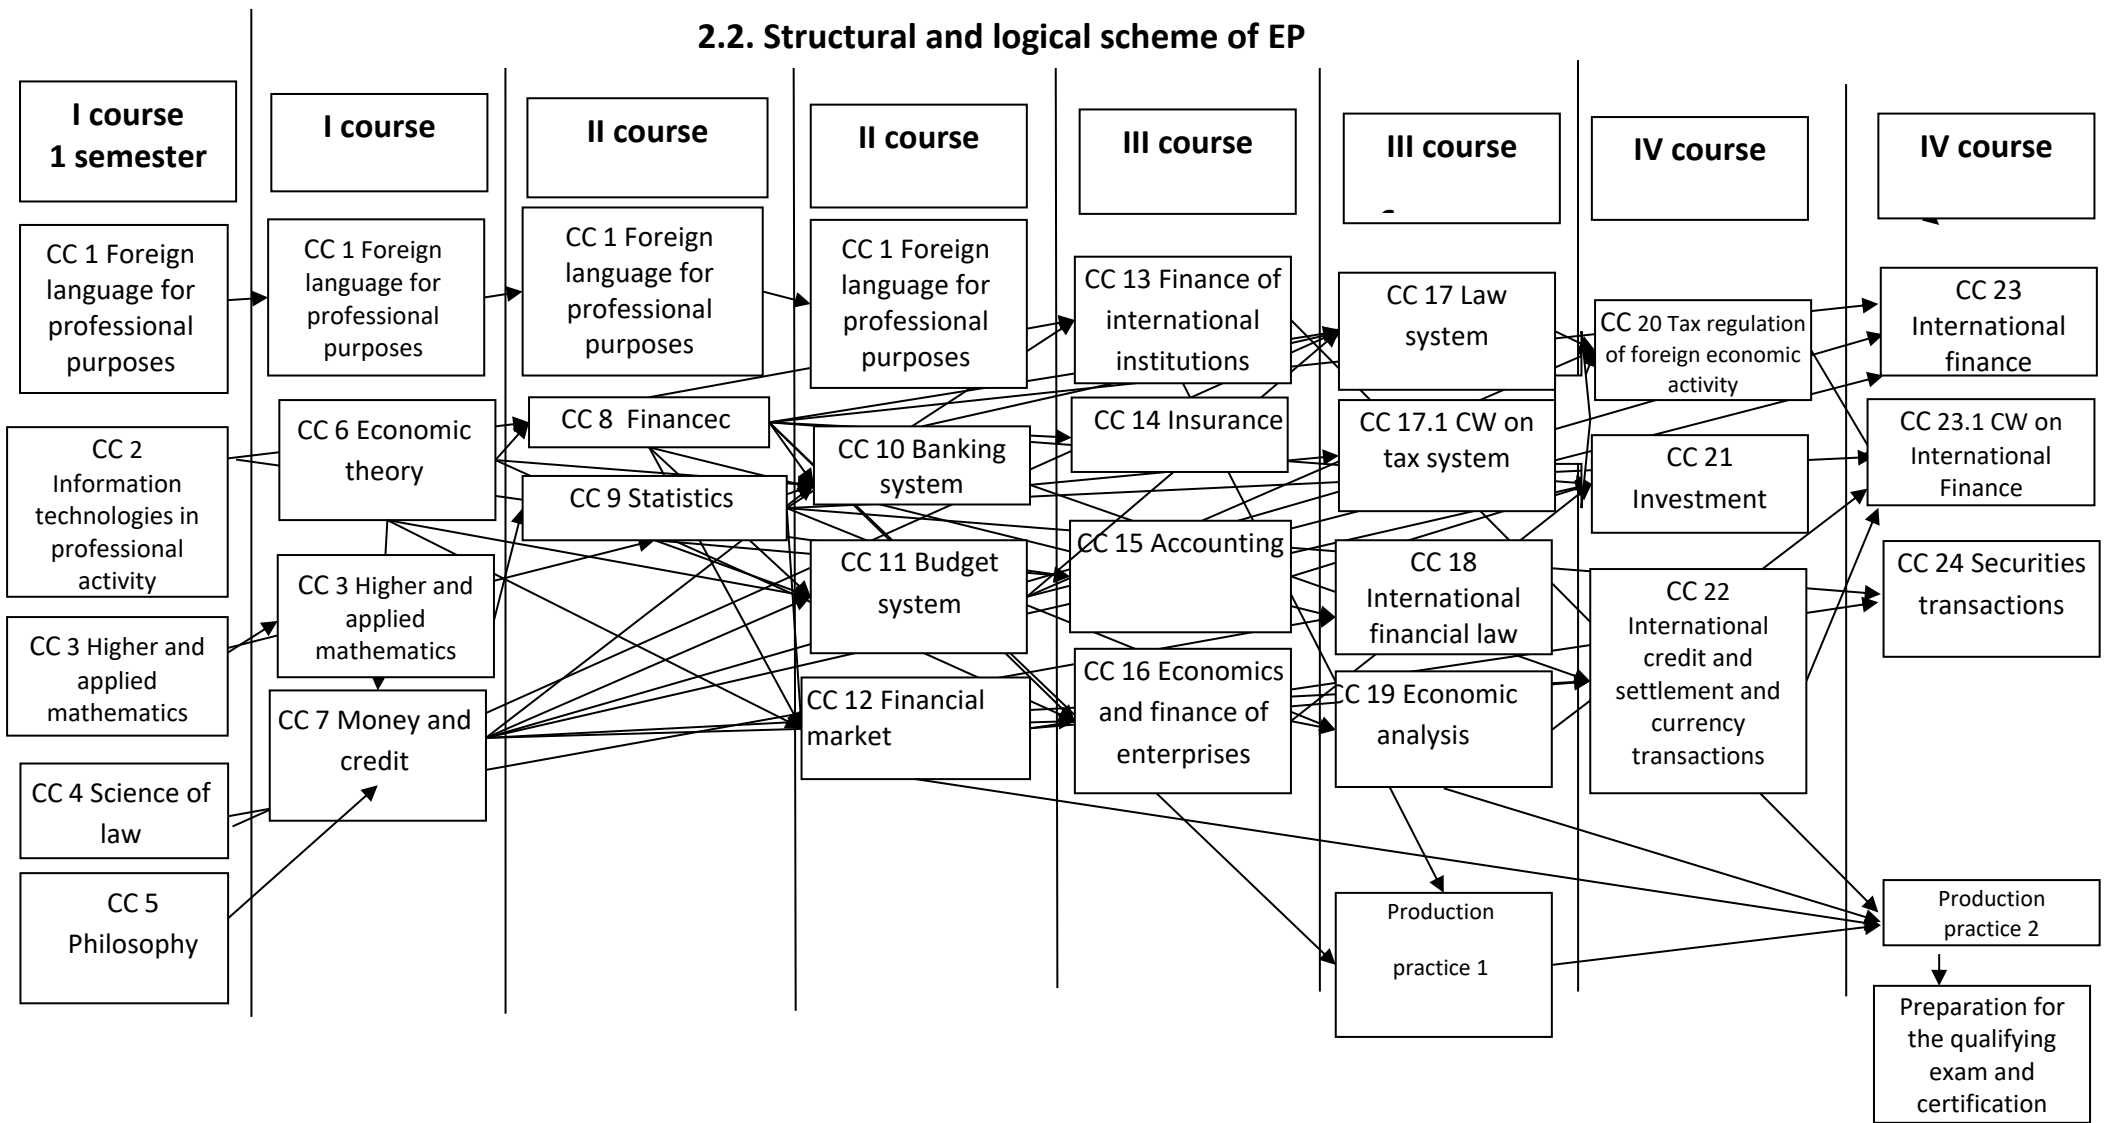 2.2. Structural and logical scheme of EP
I course
1 semester
CC 1 Foreign
language for
professional
purposes
CC 2
Information
technologies in
professional
activity
CC 3 Higher and
applied
mathematics
CC 4 Science of
law
CC 5
Philosophy
I course
CC 1 Foreign
language for
professional
purposes
CC 6 Economic
theory
CC 3 Higher and
applied
mathematics
CC 7 Money and
credit
II course
CC 1 Foreign
language for
professional
purposes
CC 8 Financec
CC 9 Statistics
II course
CC 1 Foreign
language for
professional
purposes
CC 10 Banking
system
CC 11 Budget
system
CC 12 Financial
market
III course
CC 13 Finance of
international
institutions
CC 14 Insurance
CC 15 Accounting
CC 16 Economics
and finance of
enterprises
III course
CC 17 Law
system
CC 17.1 CW on
tax system
CC 18
International
financial law
CC 19 Economic
analysis
Production
practice 1
IV course
CC 20 Tax regulation
of foreign economic
activity
CC 21
Investment
CC 22
International
credit and
settlement and
currency
transactions
IV course
CC 23
International
finance
CC 23.1 CW on
International
Finance
CC 24 Securities
transactions
Production
practice 2
Preparation for
the qualifying
exam and
certification